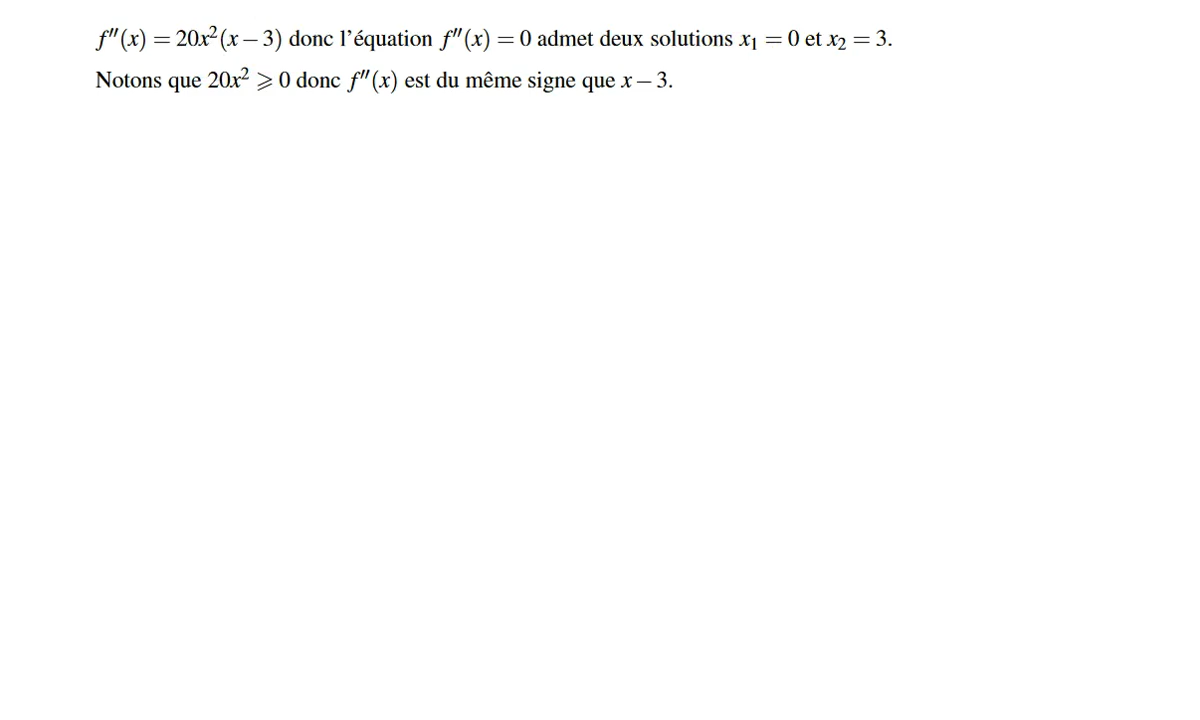 f″(x) = 20x²(x − 3) donc l’équation f″(x) = 0 admet deux solutions x₁ = 0 et x₂ = 3.
Notons que 20x² ⩾ 0 donc f″(x) est du même signe que x − 3.